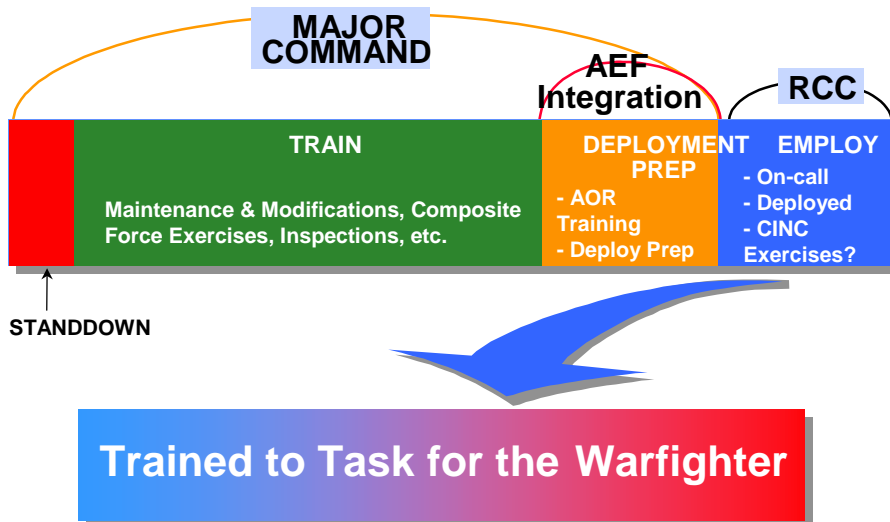 MAJOR
COMMAND
AEF
Integration
RCC
TRAIN
Maintenance & Modifications, Composite
Force Exercises, Inspections, etc.
DEPLOYMENT
PREP
- AOR
Training
- Deploy Prep
EMPLOY
- On-call
- Deployed
- CINC
Exercises?
STANDDOWN
Trained to Task for the Warfighter